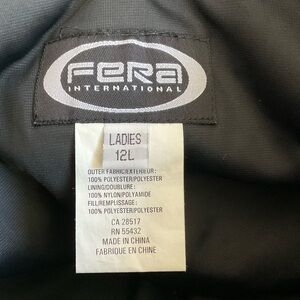 FERA
INTERNATIONAL
LADIES
12L
OUTER FABRIC/EXTERIEUR:
100% POLYESTER/POLYESTER
LINING/DOUBLURE:
100% NYLON/POLYAMIDE
FILL/REMPLISSAGE:
100% POLYESTER/POLYESTER
CA 28517
RN 55432
MADE IN CHINA
FABRIQUE EN CHINE